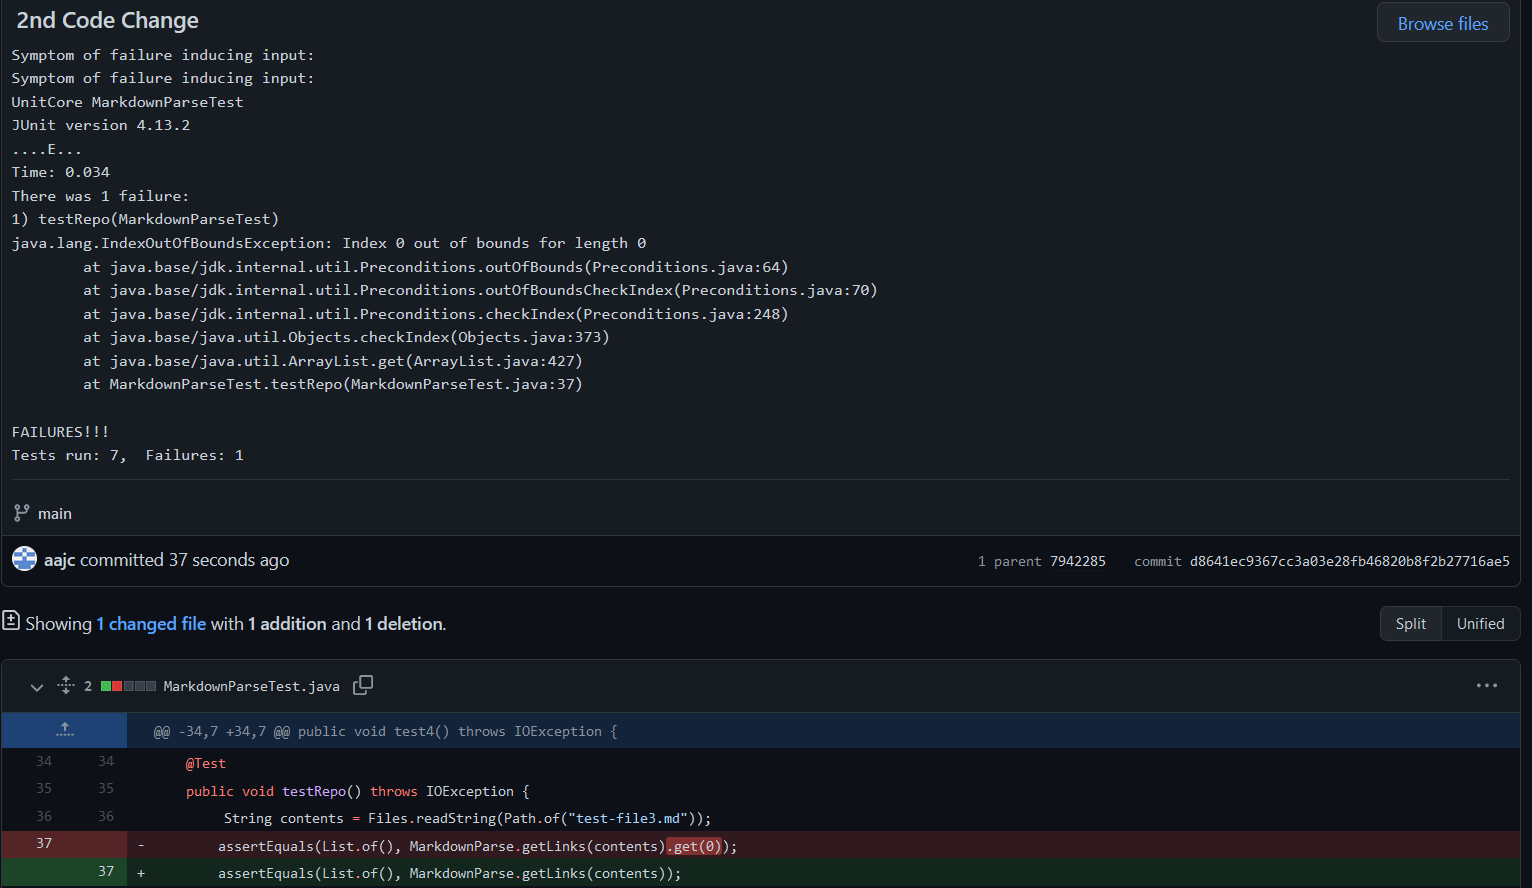 2nd Code Change
Browse files
Symptom of failure inducing input:
Symptom of failure inducing input:
UnitCore MarkdownParseTest
JUnit version 4.13.2
....E...
Time: 0.034
There was 1 failure:
1) testRepo(MarkdownParseTest)
java.lang.IndexOutOfBoundsException: Index 0 out of bounds for length 0
        at java.base/jdk.internal.util.Preconditions.outOfBounds(Preconditions.java:64)
        at java.base/jdk.internal.util.Preconditions.outOfBoundsCheckIndex(Preconditions.java:70)
        at java.base/jdk.internal.util.Preconditions.checkIndex(Preconditions.java:248)
        at java.base/java.util.Objects.checkIndex(Objects.java:373)
        at java.base/java.util.ArrayList.get(ArrayList.java:427)
        at MarkdownParseTest.testRepo(MarkdownParseTest.java:37)
FAILURES!!!
Tests run: 7,  Failures: 1
main
aajc committed 37 seconds ago
1 parent 7942285 commit d8641ec9367cc3a03e28fb46820b8f2b27716ae5
Showing 1 changed file with 1 addition and 1 deletion.
Split Unified
2 MarkdownParseTest.java
@@ -34,7 +34,7 @@ public void test4() throws IOException {
34 34 @Test
35 35 public void testRepo() throws IOException {
36 36 String contents = Files.readString(Path.of("test-file3.md"));
37 - assertEquals(List.of(), MarkdownParse.getLinks(contents).get(0));
37 + assertEquals(List.of(), MarkdownParse.getLinks(contents));